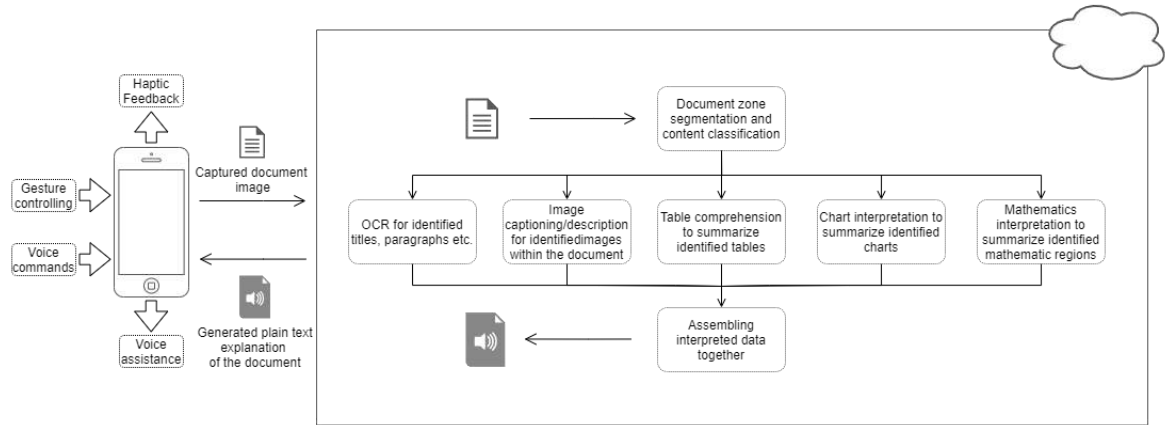 Haptic
Feedback
Gesture
controlling
Voice
commands
Voice
assistance
Captured document
image
Generated plain text
explanation
of the document
Document zone
segmentation and
content classification
OCR for identified
titles, paragraphs etc.
Image
captioning/description
for identifiedimages
within the document
Table comprehension
to summarize
identified tables
Chart interpretation to
summarize identified
charts
Mathematics
interpretation to
summarize identified
mathematic regions
Assembling
interpreted data
together